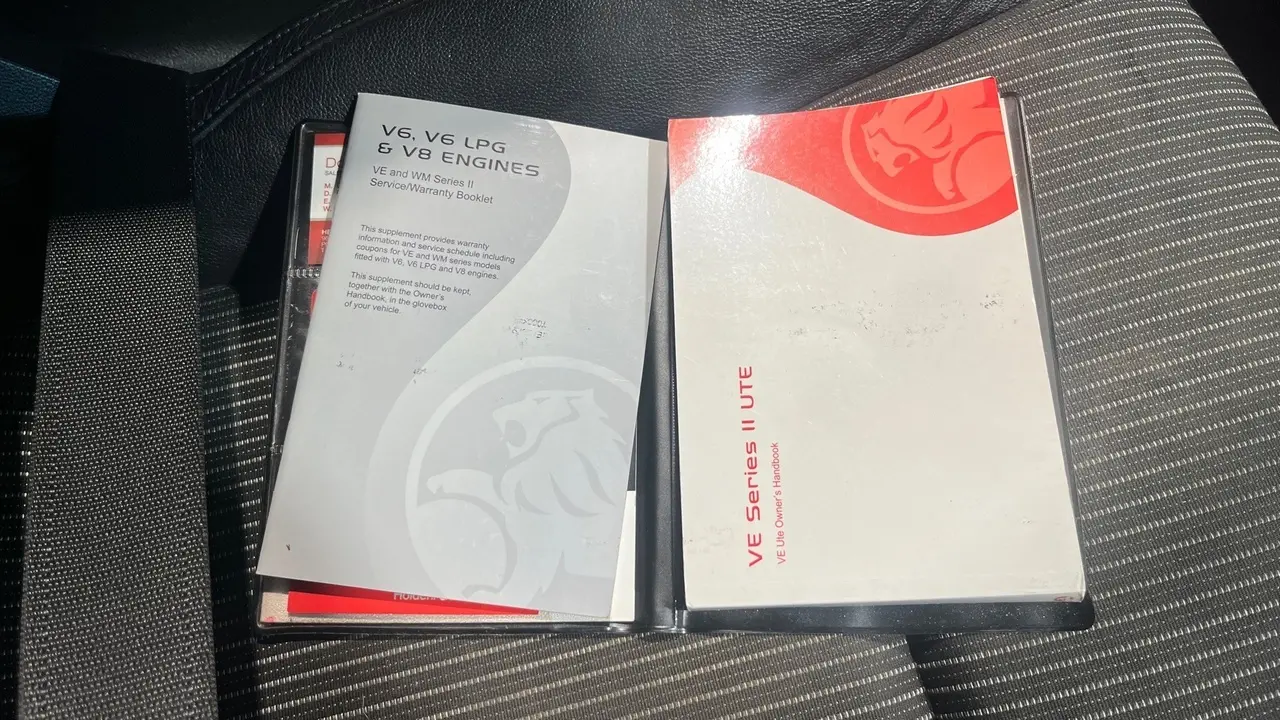 V6, V6 LPG
& V8 ENGINES
VE and WM Series II
Service/Warranty Booklet
This supplement provides warranty
information and service schedule including
coupons for VE and WM series models
fitted with V6, V6 LPG and V8 engines.
This supplement should be kept,
together with the Owner's
Handbook, in the glovebox
of your vehicle.
VE Series II UTE
VE Ute Owner's Handbook